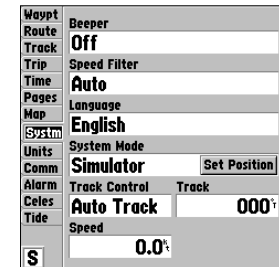 Waypt
Route
Track
Trip
Time
Pages
Map
Systm
Units
Comm
Alarm
Celes
Tide
S
Beeper
Off
Speed Filter
Auto
Language
English
System Mode
Simulator Set Position
Track Control Track
Auto Track 000°t
Speed
0.0kt